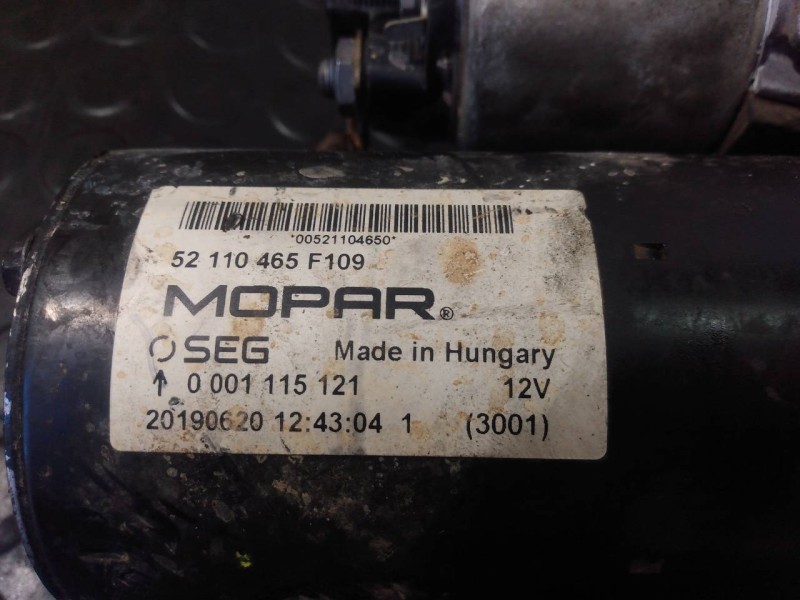 *00521104650*
52 110 465 F109
MOPAR®
SEG Made in Hungary
↑ 0 001 115 121 12V
20190620 12:43:04 1 (3001)